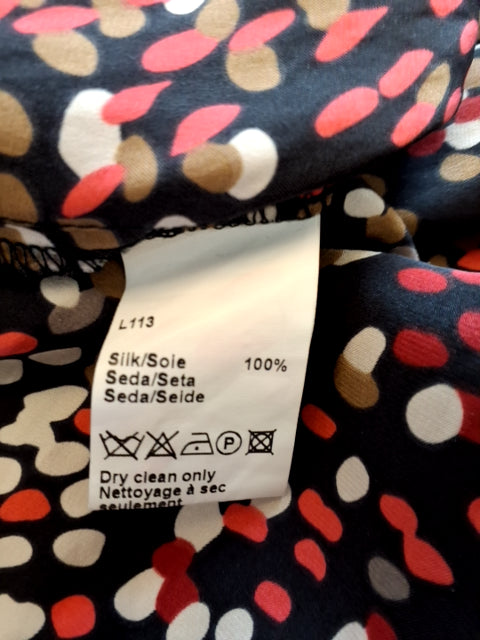 L113
Silk/Soie 100%
Seda/Seta
Seda/Seide
P
Dry clean only
Nettoyage à sec
seulement